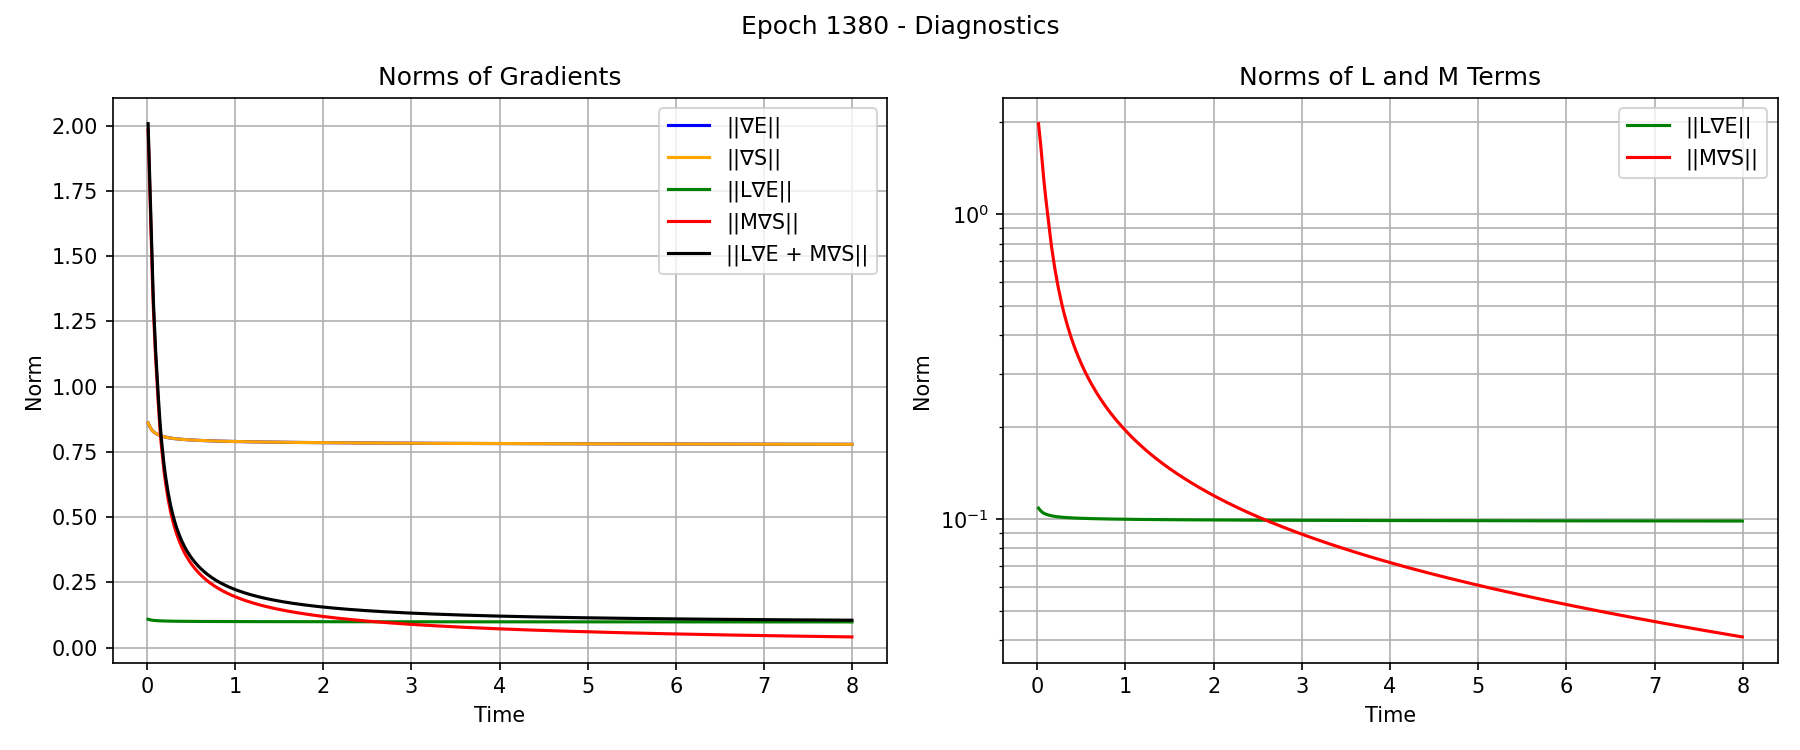 Epoch 1380 - Diagnostics
Norms of Gradients
2.00
1.75
1.50
1.25
1.00
0.75
0.50
0.25
0.00
Norm
||∇E||
||∇S||
||L∇E||
||M∇S||
||L∇E + M∇S||
0 1 2 3 4 5 6 7 8
Time
Norms of L and M Terms
10⁰
10⁻¹
Norm
||L∇E||
||M∇S||
0 1 2 3 4 5 6 7 8
Time